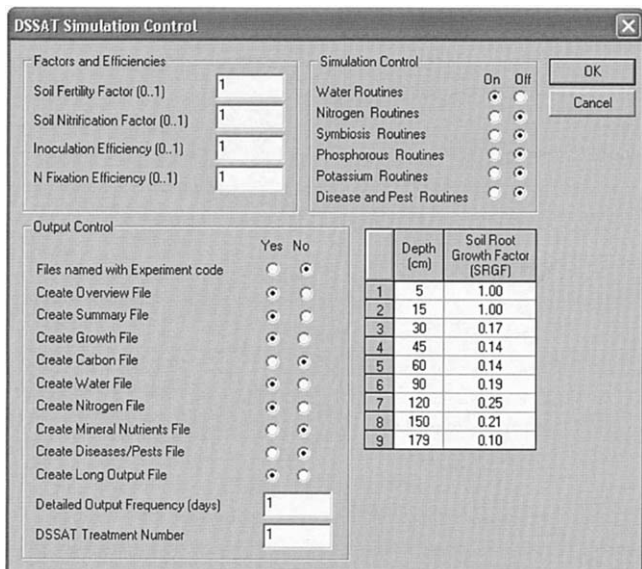 DSSAT Simulation Control
Factors and Efficiencies
Soil Fertility Factor (0..1) 1
Soil Nitrification Factor (0..1) 1
Inoculation Efficiency (0..1) 1
N Fixation Efficiency (0..1) 1
Simulation Control
On Off
Water Routines
Nitrogen Routines
Symbiosis Routines
Phosphorous Routines
Potassium Routines
Disease and Pest Routines
OK
Cancel
Output Control
Yes No
Files named with Experiment code
Create Overview File
Create Summary File
Create Growth File
Create Carbon File
Create Water File
Create Nitrogen File
Create Mineral Nutrients File
Create Diseases/Pests File
Create Long Output File
Detailed Output Frequency (days) 1
DSSAT Treatment Number 1
Depth (cm) Soil Root Growth Factor (SRGF)
1 5 1.00
2 15 1.00
3 30 0.17
4 45 0.14
5 60 0.14
6 90 0.19
7 120 0.25
8 150 0.21
9 179 0.10